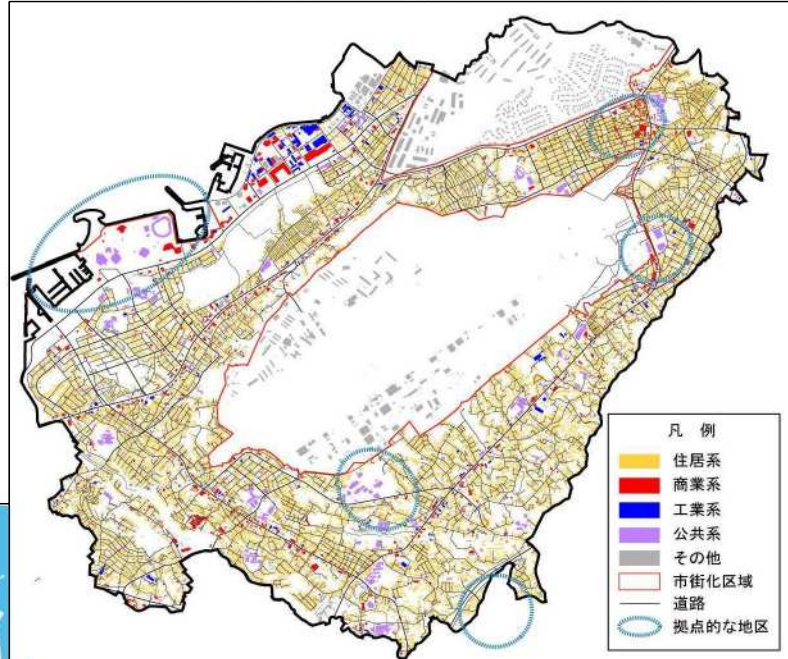 凡 例
住居系
商業系
工業系
公共系
その他
市街化区域
道路
拠点的な地区